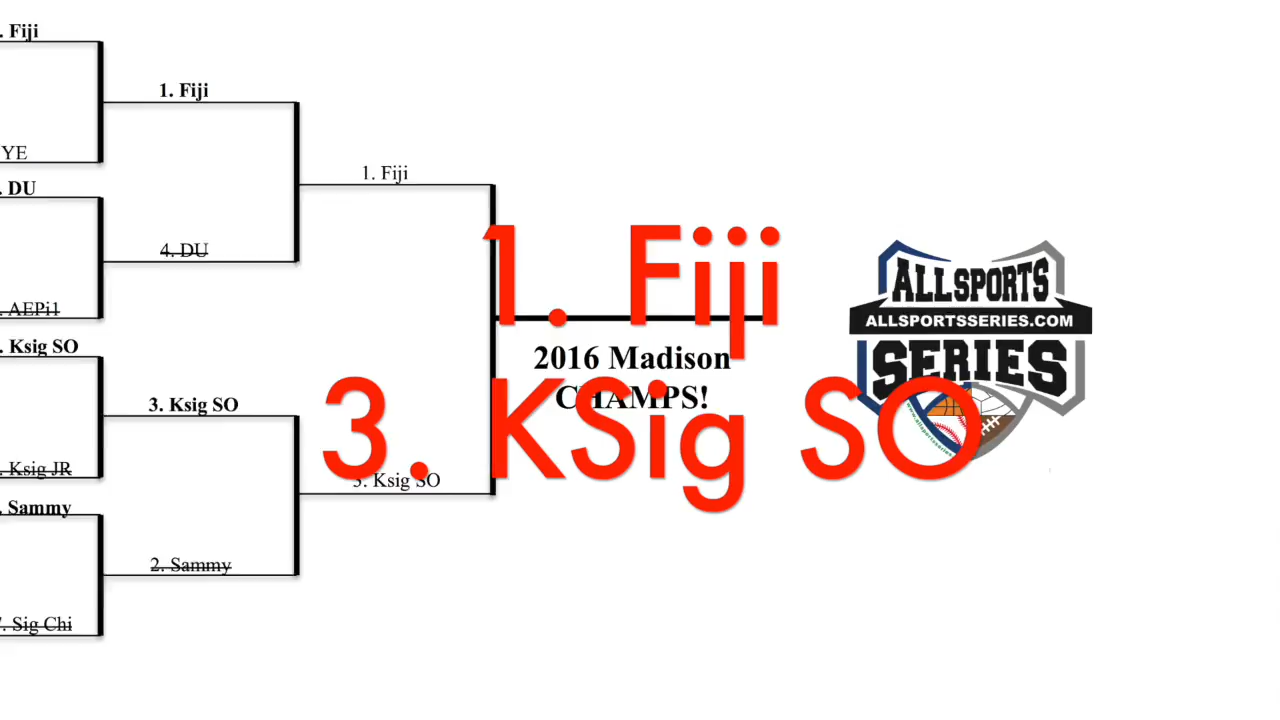 . Fiji
YE
. DU
. AEPi1
. Ksig SO
. Ksig JR
. Sammy
. Sig Chi
1. Fiji
4. DU
3. Ksig SO
2. Sammy
1. Fiji
3. Ksig SO
1. Fiji
2016 Madison
CHAMPS!
3. KSig SO
ALLSPORTS
ALLSPORTSSERIES.COM
SERIES